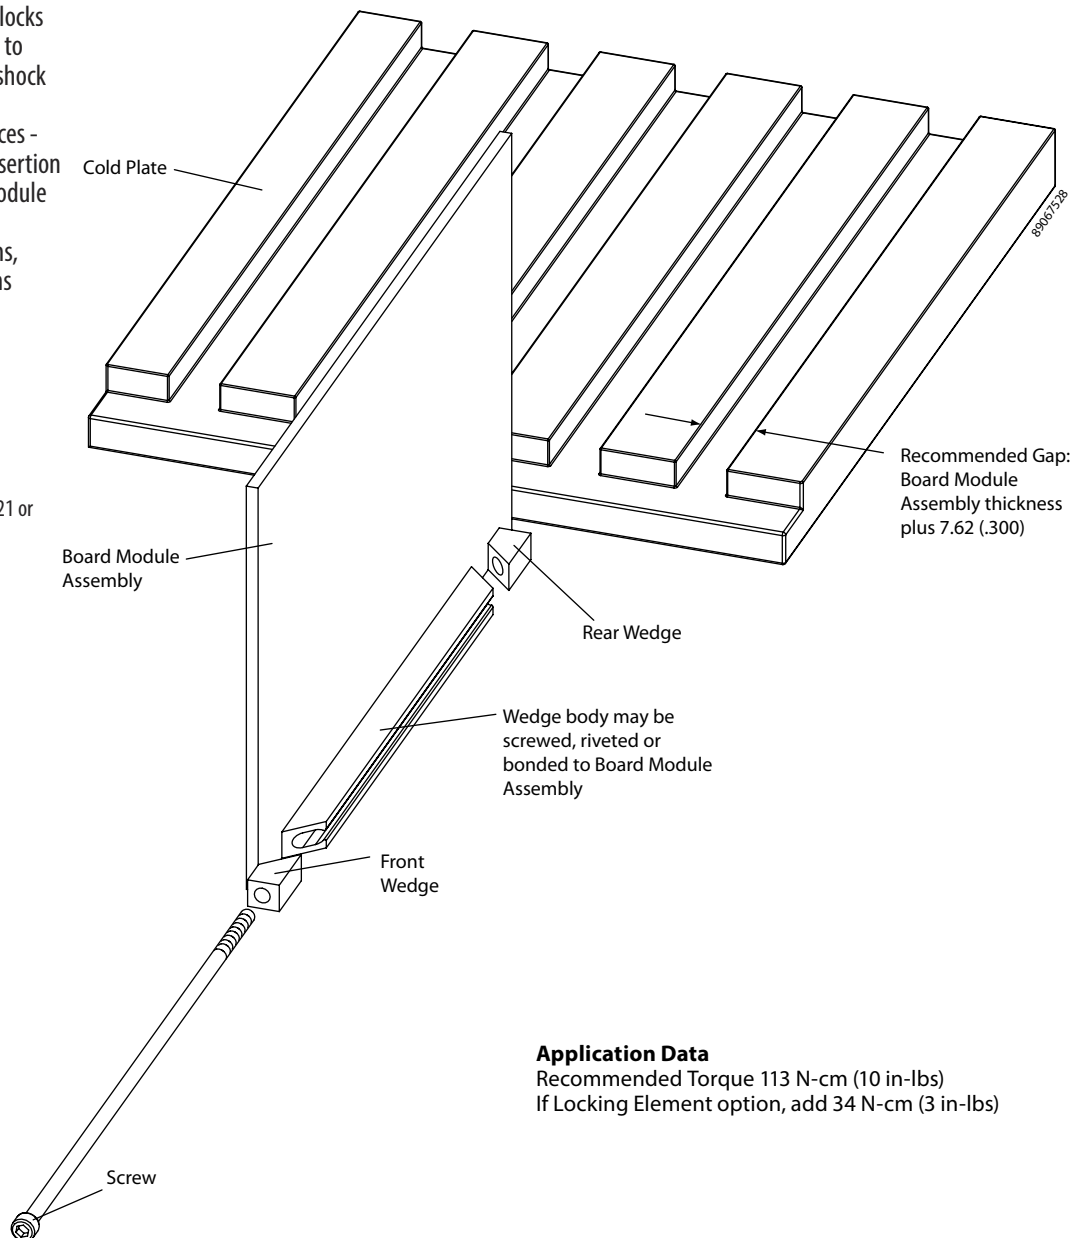 locks
to
shock
ces -
sertion
odule
ns,
ns
21 or
Cold Plate
89067528
Recommended Gap:
Board Module
Assembly thickness
plus 7.62 (.300)
Board Module
Assembly
Rear Wedge
Wedge body may be
screwed, riveted or
bonded to Board Module
Assembly
Front
Wedge
Application Data
Recommended Torque 113 N-cm (10 in-lbs)
If Locking Element option, add 34 N-cm (3 in-lbs)
Screw